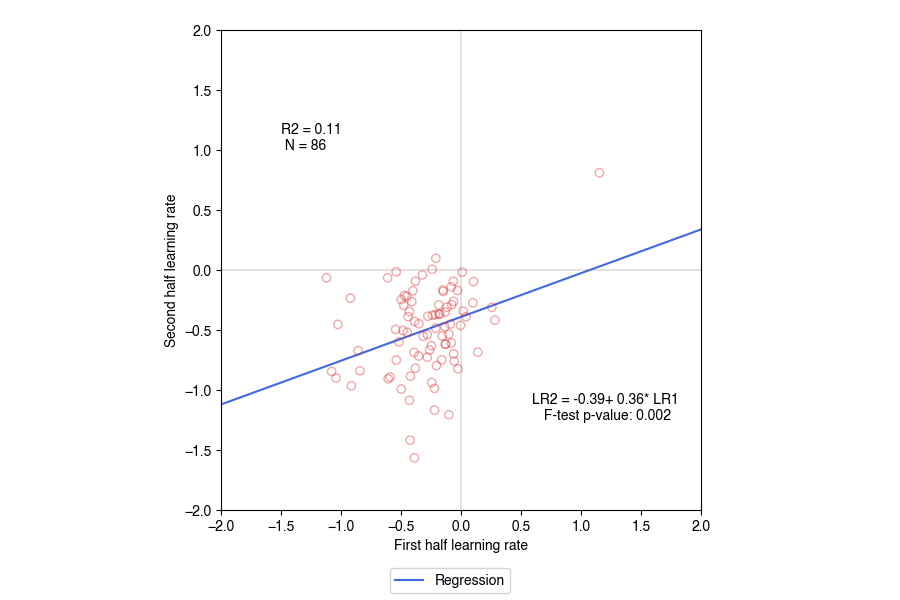 2.0
1.5
1.0
0.5
0.0
−0.5
−1.0
−1.5
−2.0
Second half learning rate
R2 = 0.11
N = 86
LR2 = -0.39+ 0.36* LR1
F-test p-value: 0.002
−2.0 −1.5 −1.0 −0.5 0.0 0.5 1.0 1.5 2.0
First half learning rate
Regression